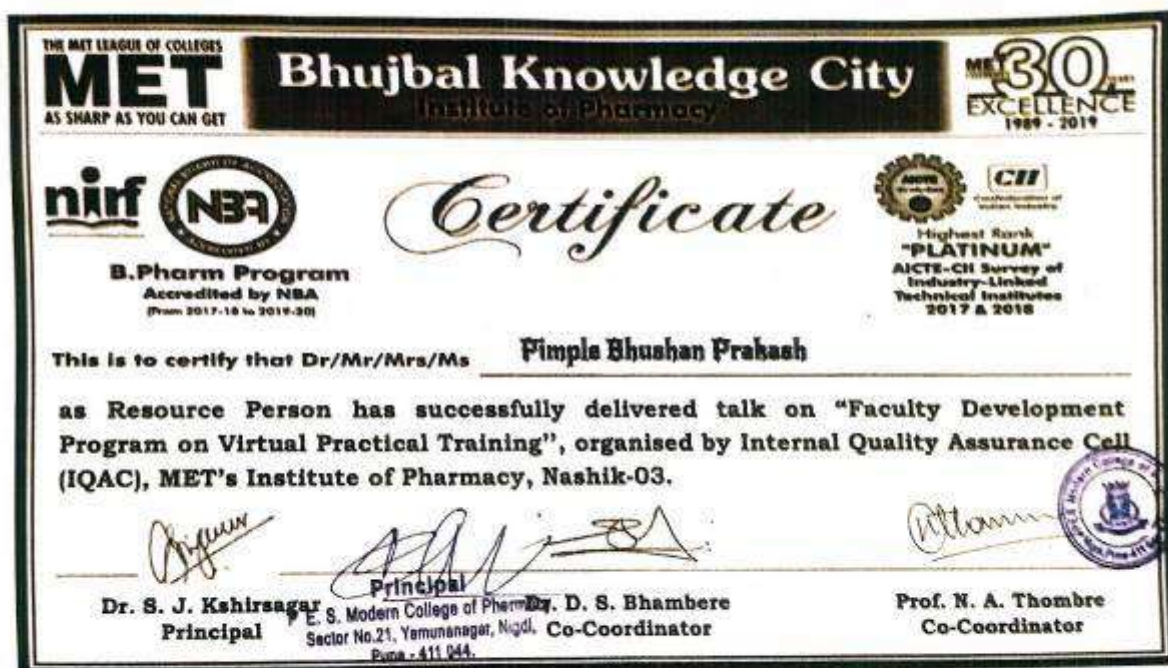 THE MET LEAGUE OF COLLEGES
MET
AS SHARP AS YOU CAN GET
Bhujbal Knowledge City
Institute of Pharmacy
MET
30
YEARS
EXCELLENCE
1989 - 2019
nirf
NBA
B.Pharm Program
Accredited by NBA
(From 2017-18 to 2019-20)
Certificate
AICTE
CII
Confederation of
Indian Industry
Highest Rank
"PLATINUM"
AICTE-CII Survey of
Industry-Linked
Technical Institutes
2017 & 2018
This is to certify that Dr/Mr/Mrs/Ms Pimple Bhushan Prakash
as Resource Person has successfully delivered talk on “Faculty Development
Program on Virtual Practical Training”, organised by Internal Quality Assurance Cell
(IQAC), MET's Institute of Pharmacy, Nashik-03.
Dr. S. J. Kshirsagar
Principal
Principal
P. E. S. Modern College of Pharmacy,
Sector No.21, Yamunanagar, Nigdi,
Pune - 411 044.
Dr. D. S. Bhambere
Co-Coordinator
Prof. N. A. Thombre
Co-Coordinator